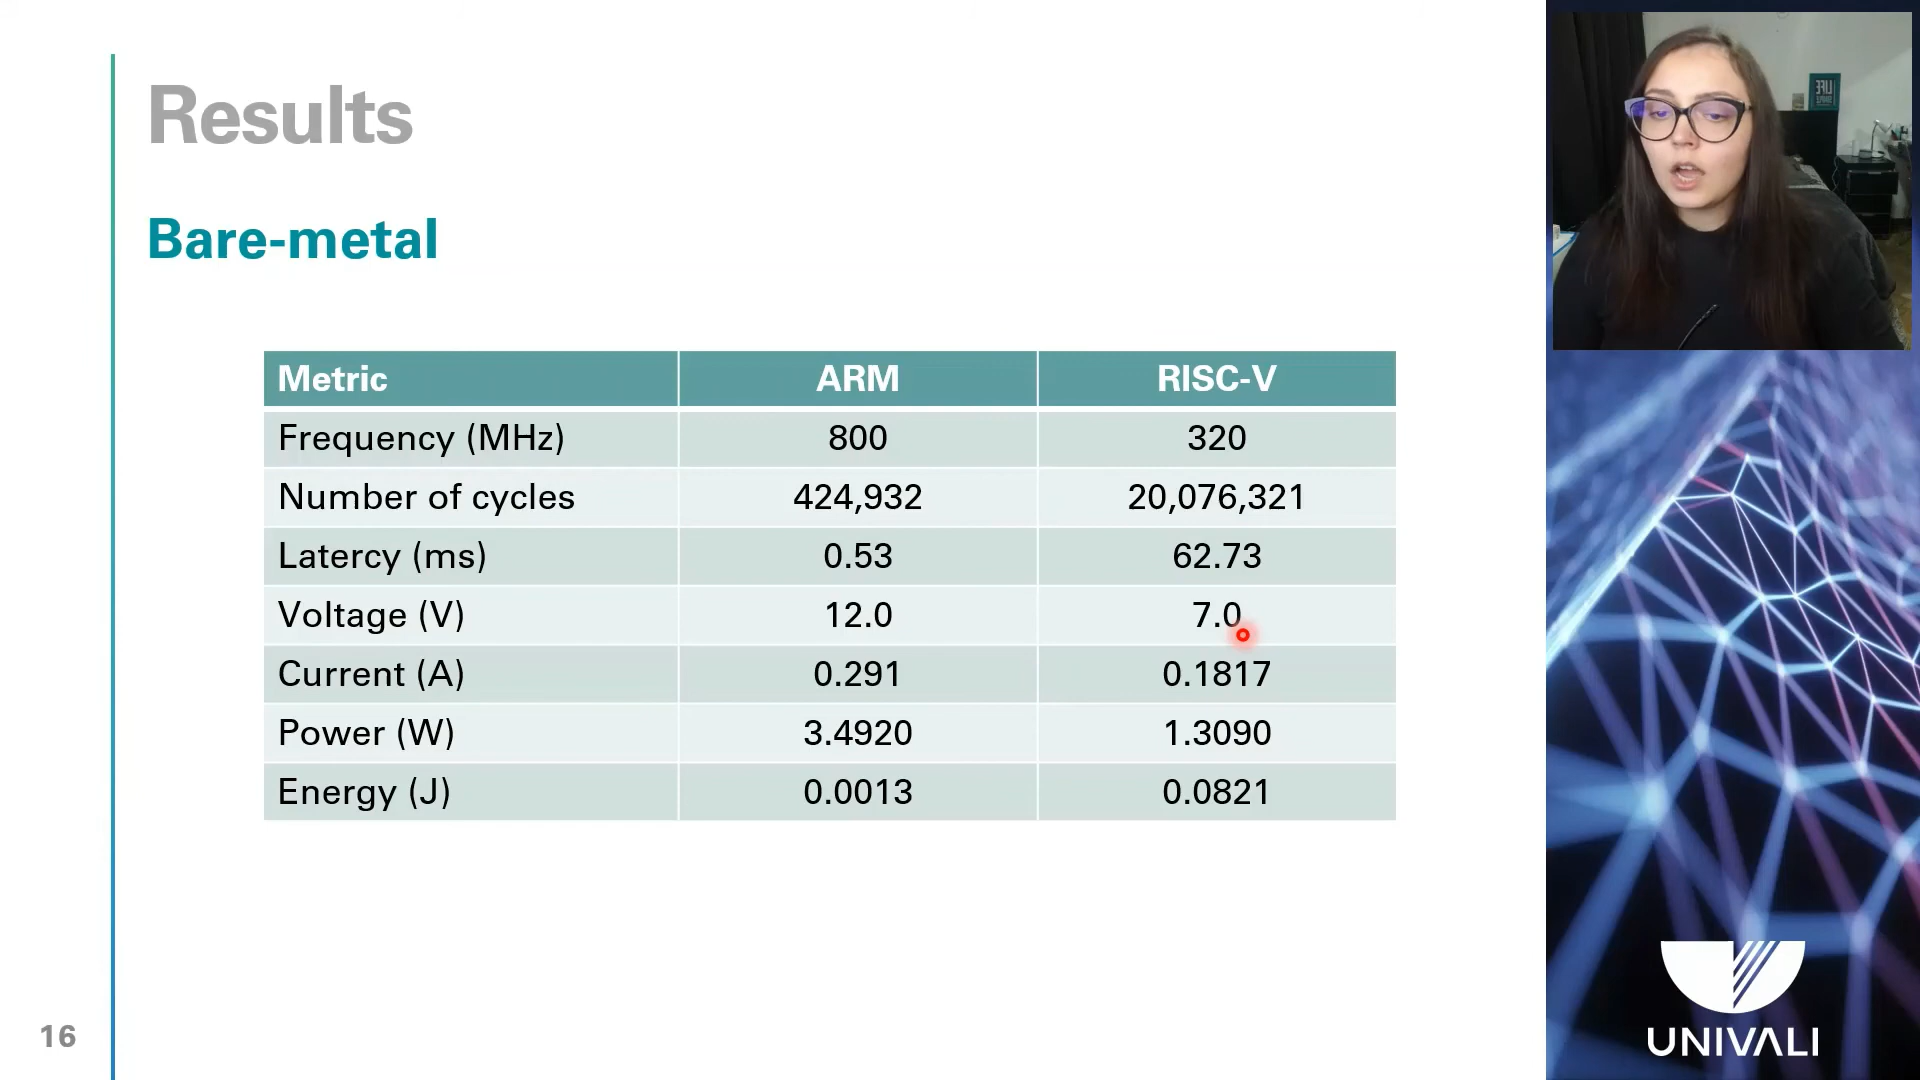 Results
Bare-metal
Metric ARM RISC-V
Frequency (MHz) 800 320
Number of cycles 424,932 20,076,321
Latercy (ms) 0.53 62.73
Voltage (V) 12.0 7.0
Current (A) 0.291 0.1817
Power (W) 3.4920 1.3090
Energy (J) 0.0013 0.0821
16
UNIVALI